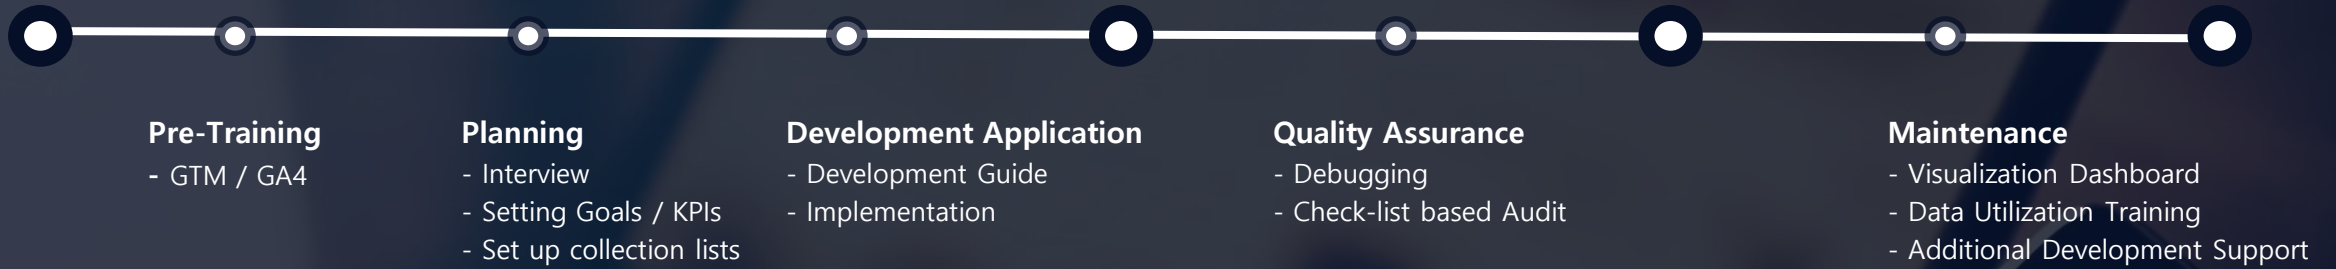 Pre-Training
- GTM / GA4
Planning
- Interview
- Setting Goals / KPIs
- Set up collection lists
Development Application
- Development Guide
- Implementation
Quality Assurance
- Debugging
- Check-list based Audit
Maintenance
- Visualization Dashboard
- Data Utilization Training
- Additional Development Support